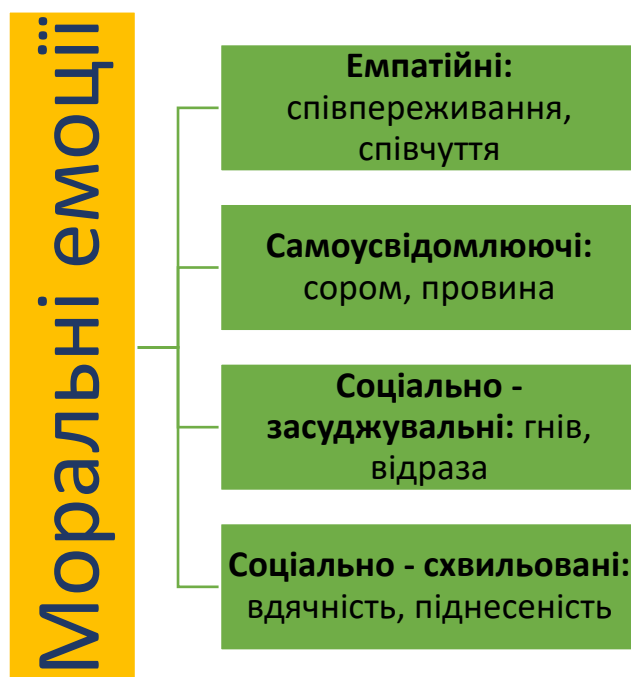 Моральні емоції
Емпатійні:
співпереживання,
співчуття
Самоусвідомлюючі:
сором, провина
Соціально -
засуджувальні: гнів,
відраза
Соціально - схвильовані:
вдячність, піднесеність